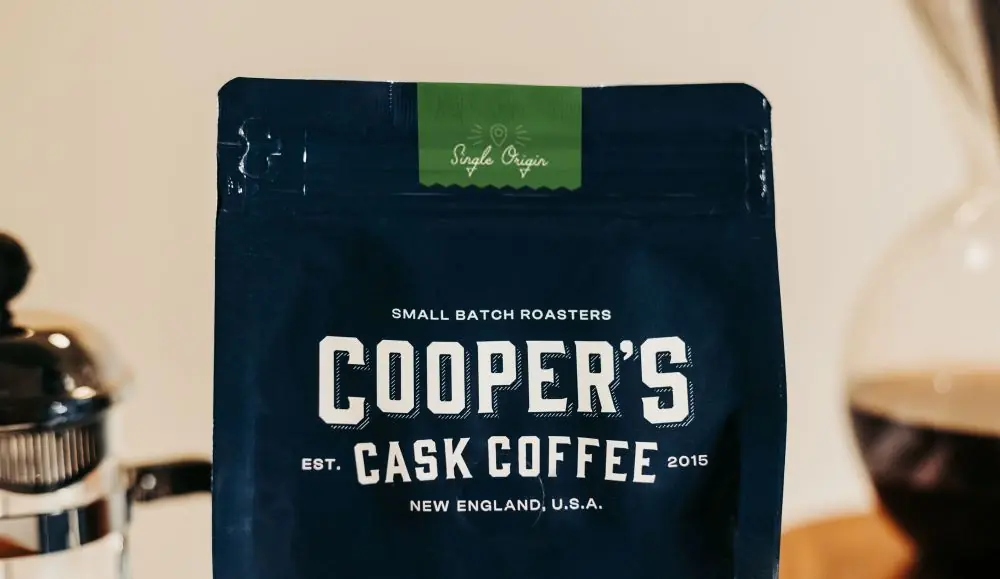 Single Origin
SMALL BATCH ROASTERS
COOPER'S
EST. CASK COFFEE 2015
NEW ENGLAND, U.S.A.